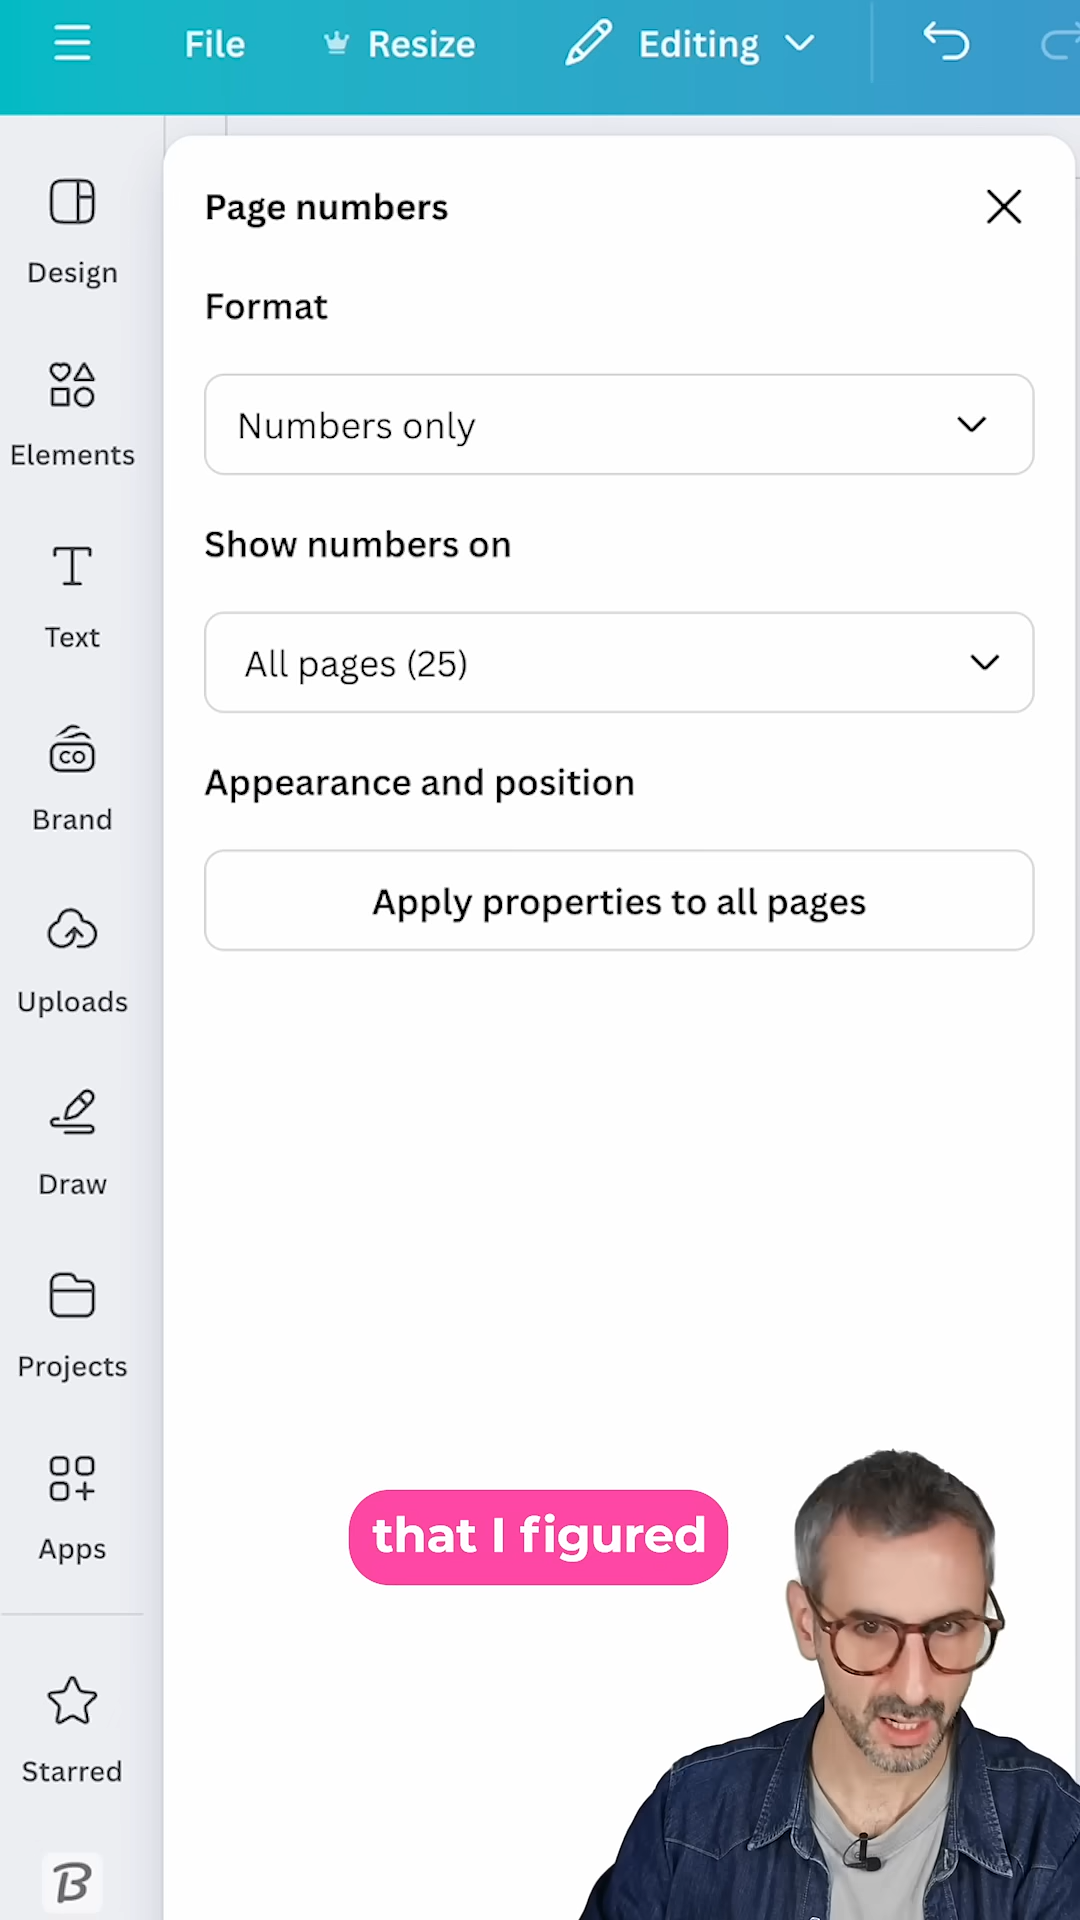 File
Resize
Editing
Design
Elements
Text
CO
Brand
Uploads
Draw
Projects
Apps
Starred
B
Page numbers
Format
Numbers only
Show numbers on
All pages (25)
Appearance and position
Apply properties to all pages
that I figured